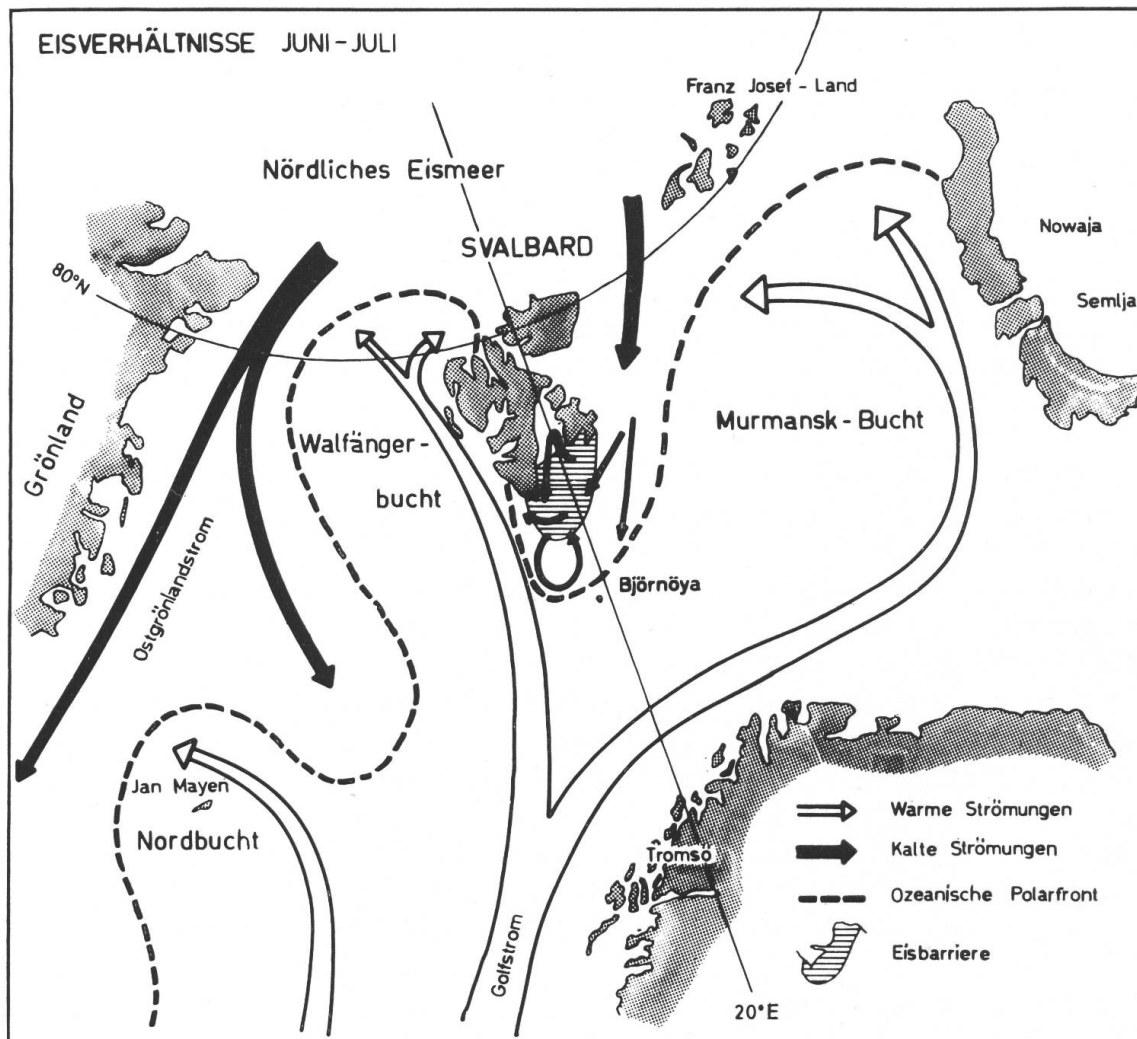 EISVERHÄLTNISSE JUNI-JULI
Franz Josef-Land
Nördliches Eismeer
SVALBARD
Nowaja
Semlja
80°N
Grönland
Walfänger-
bucht
Murmansk-Bucht
Ostgrönlandstrom
Björnöya
Jan Mayen
Nordbucht
Golfstrom
Tromsö
20°E
Warme Strömungen
Kalte Strömungen
Ozeanische Polarfront
Eisbarriere